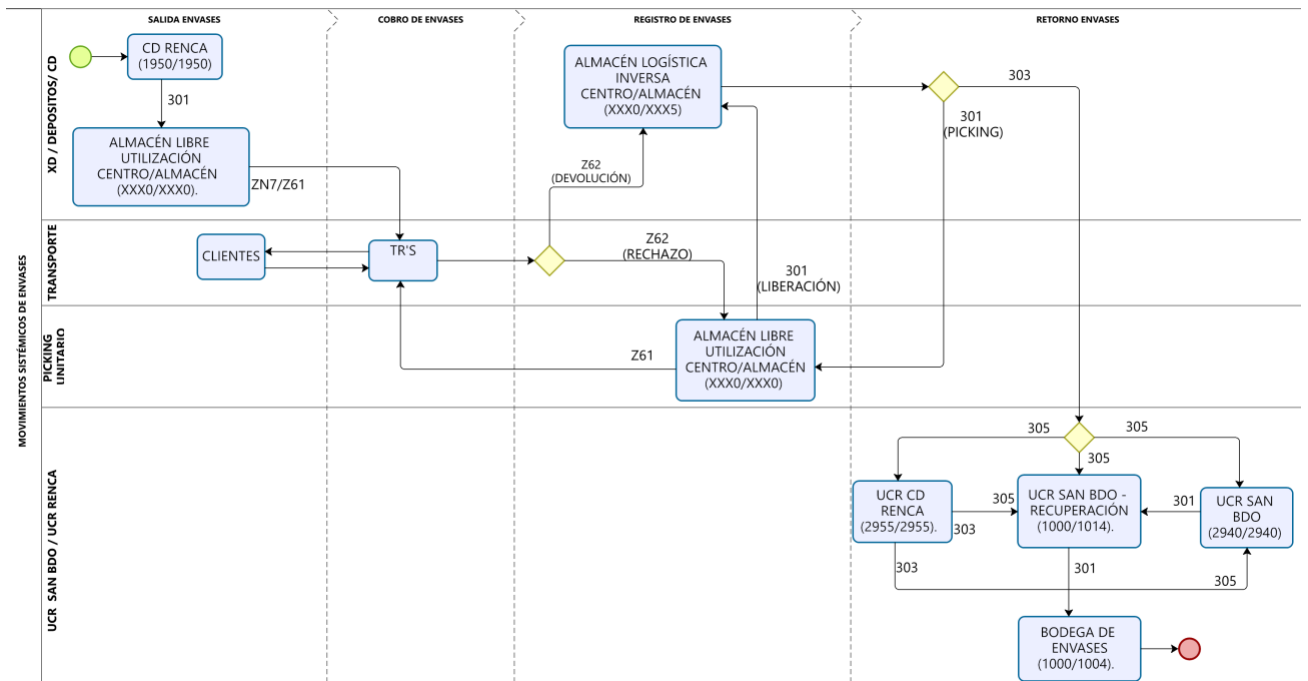 SALIDA ENVASES
COBRO DE ENVASES
REGISTRO DE ENVASES
RETORNO ENVASES
MOVIMIENTOS SISTÉMICOS DE ENVASES
XD / DEPOSITOS/ CD
CD RENCA
(1950/1950)
301
ALMACÉN LIBRE
UTILIZACIÓN
CENTRO/ALMACÉN
(XXX0/XXX0).
ZN7/Z61
ALMACÉN LOGÍSTICA
INVERSA
CENTRO/ALMACÉN
(XXX0/XXX5)
Z62
(DEVOLUCIÓN)
303
301
(PICKING)
TRANSPORTE
CLIENTES
TR'S
Z62
(RECHAZO)
301
(LIBERACIÓN)
PICKING
UNITARIO
Z61
ALMACÉN LIBRE
UTILIZACIÓN
CENTRO/ALMACÉN
(XXX0/XXX0)
UCR SAN BDO / UCR RENCA
305
305
305
UCR CD
RENCA
(2955/2955).
305
303
UCR SAN BDO -
RECUPERACIÓN
(1000/1014).
301
UCR SAN
BDO
(2940/2940)
303
301
305
BODEGA DE
ENVASES
(1000/1004).